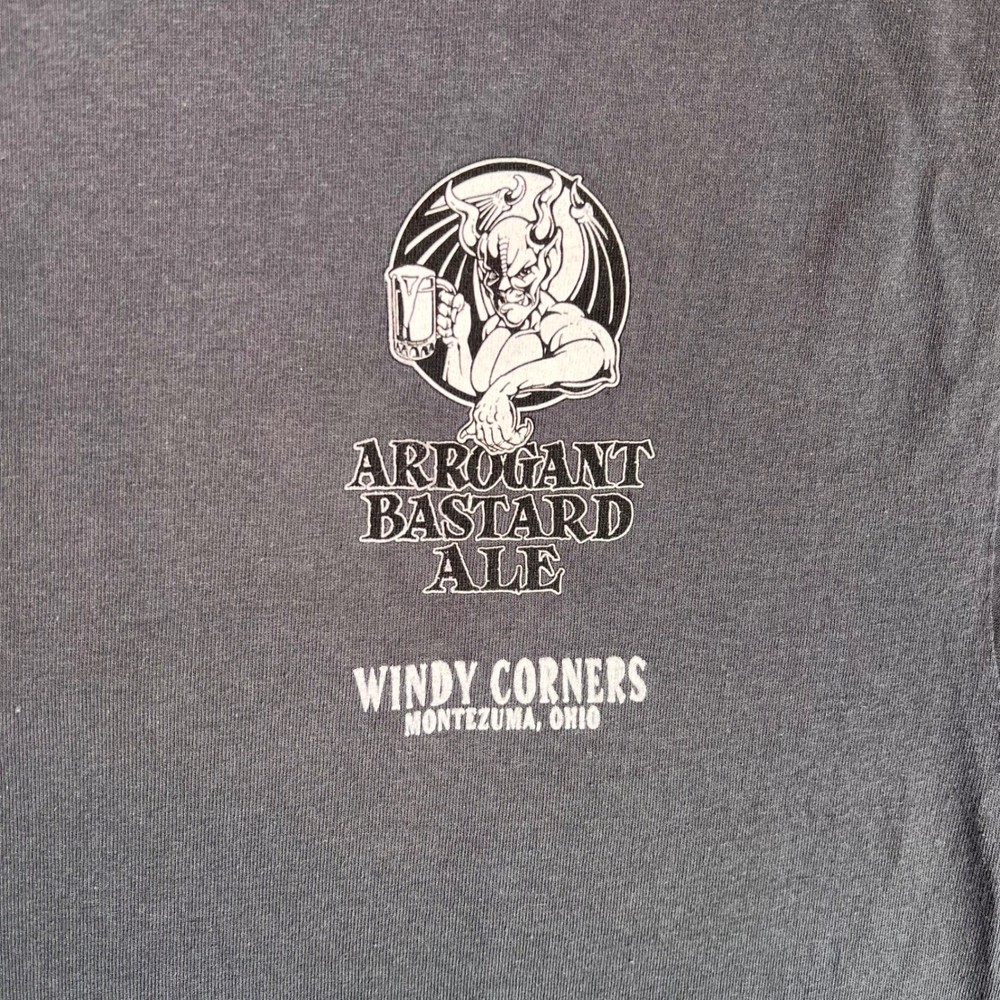 ARROGANT
BASTARD
ALE
WINDY CORNERS
MONTEZUMA, OHIO